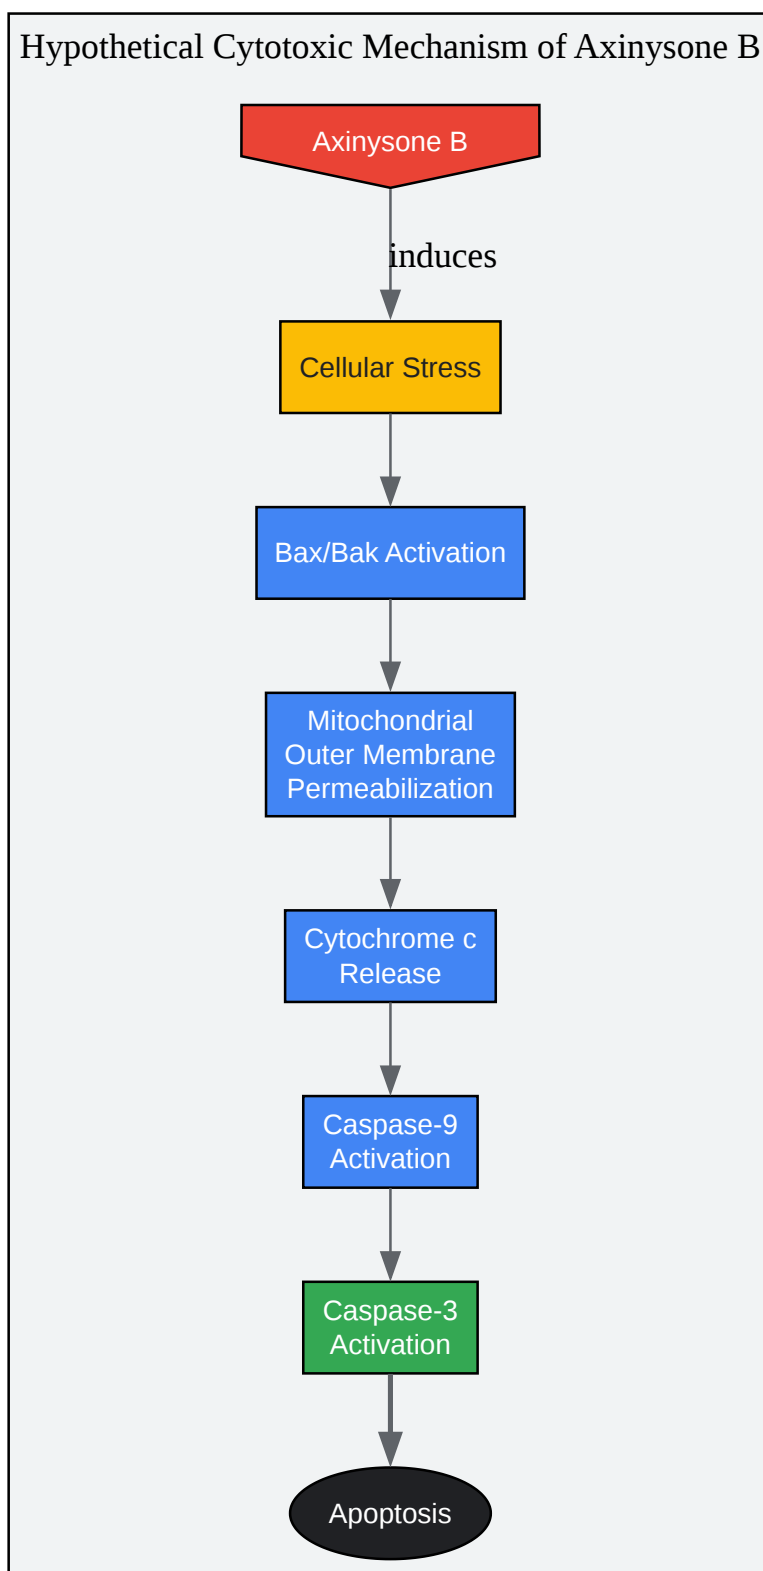 Hypothetical Cytotoxic Mechanism of Axinysone B
Axinysone B
induces
Cellular Stress
Bax/Bak Activation
Mitochondrial
Outer Membrane
Permeabilization
Cytochrome c
Release
Caspase-9
Activation
Caspase-3
Activation
Apoptosis